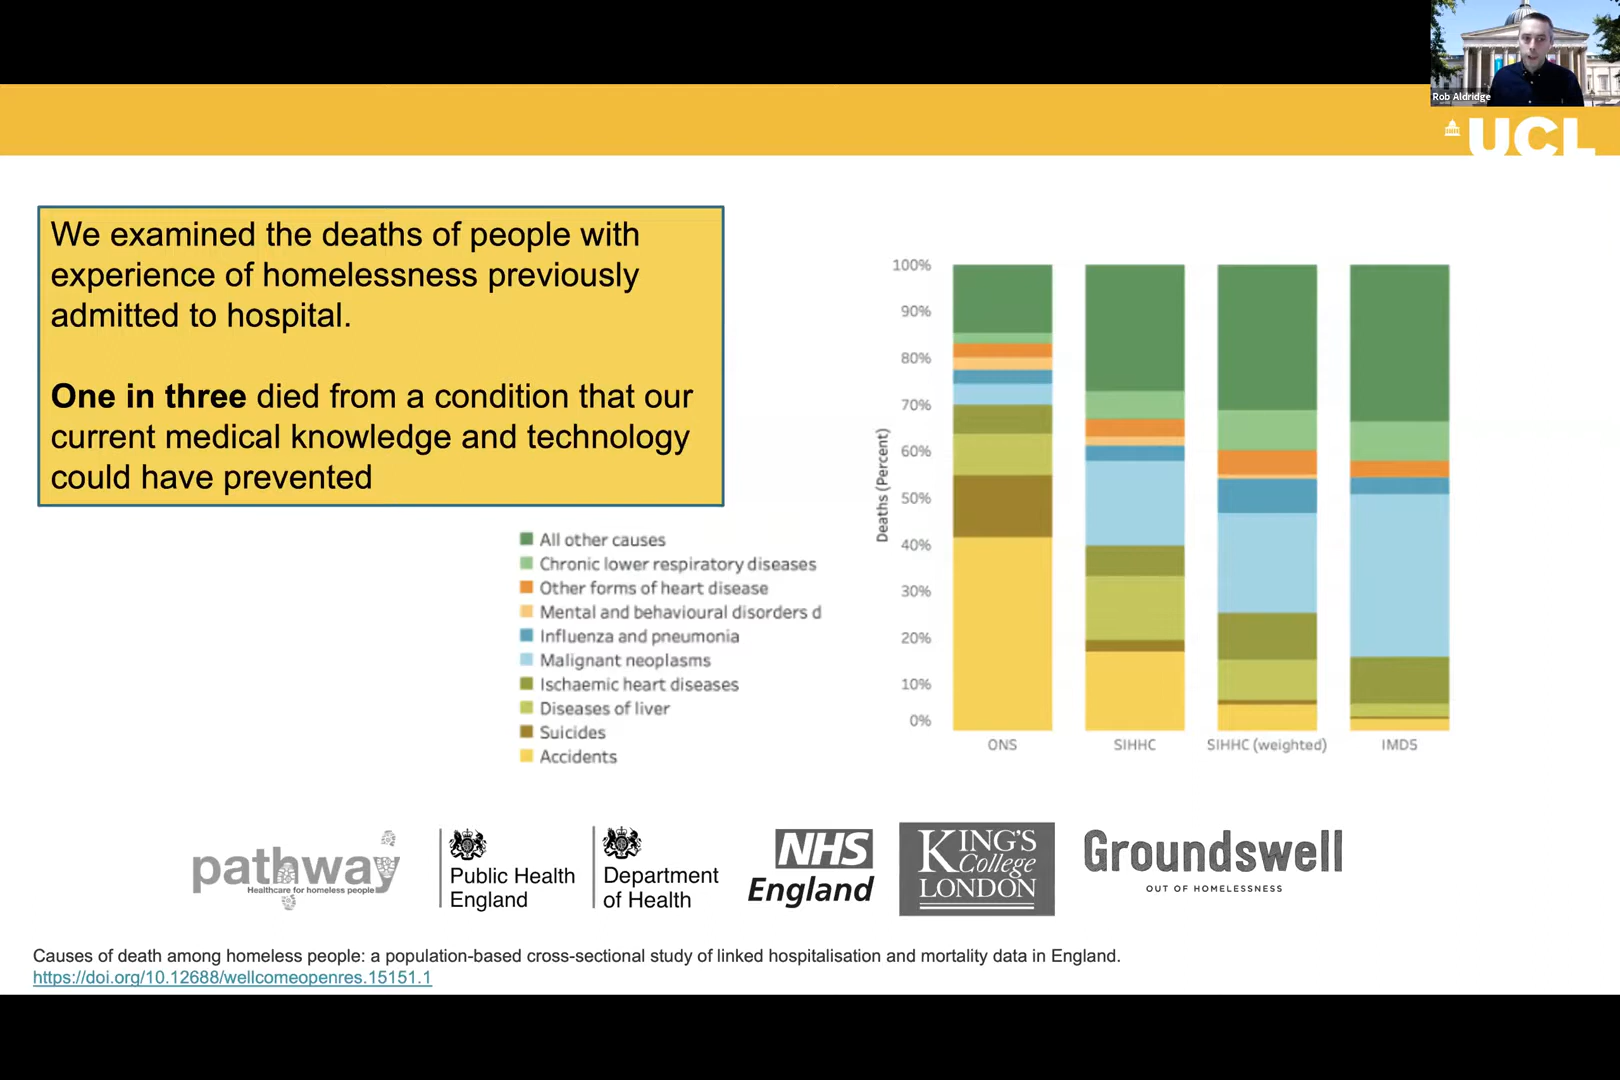 Rob Aldridge
UCL
We examined the deaths of people with
experience of homelessness previously
admitted to hospital.
One in three died from a condition that our
current medical knowledge and technology
could have prevented
All other causes
Chronic lower respiratory diseases
Other forms of heart disease
Mental and behavioural disorders d
Influenza and pneumonia
Malignant neoplasms
Ischaemic heart diseases
Diseases of liver
Suicides
Accidents
Deaths (Percent)
100%
90%
80%
70%
60%
50%
40%
30%
20%
10%
0%
ONS SIHHC SIHHC (weighted) IMDS
pathway
Healthcare for homeless people
Public Health
England
Department
of Health
NHS
England
KING'S
College
LONDON
Groundswell
OUT OF HOMELESSNESS
Causes of death among homeless people: a population-based cross-sectional study of linked hospitalisation and mortality data in England.
https://doi.org/10.12688/wellcomeopenres.15151.1